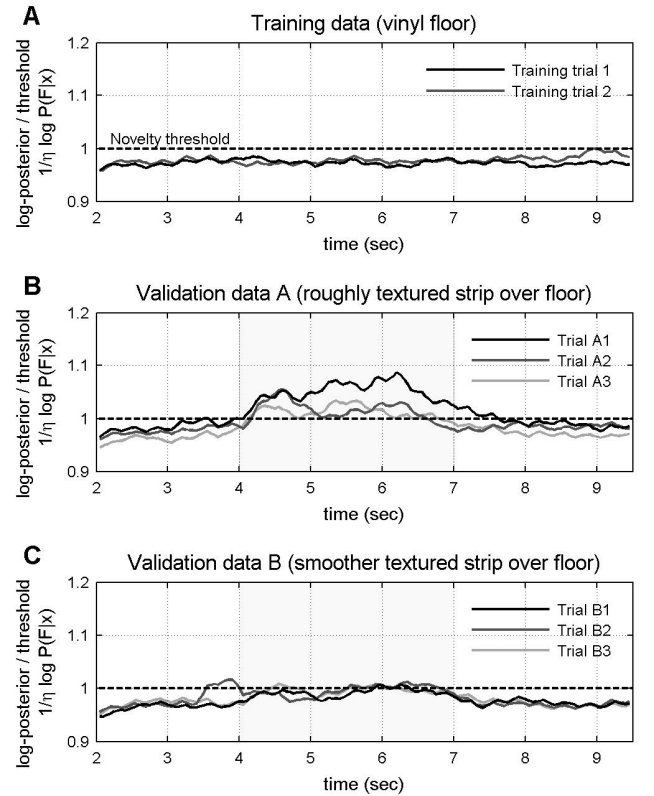 A
Training data (vinyl floor)
log-posterior / threshold
1/η log P(F|x)
1.2
1.1
1
0.9
Training trial 1
Training trial 2
Novelty threshold
2 3 4 5 6 7 8 9
time (sec)
B
Validation data A (roughly textured strip over floor)
log-posterior / threshold
1/η log P(F|x)
1.2
1.1
1
0.9
Trial A1
Trial A2
Trial A3
2 3 4 5 6 7 8 9
time (sec)
C
Validation data B (smoother textured strip over floor)
log-posterior / threshold
1/η log P(F|x)
1.2
1.1
1
0.9
Trial B1
Trial B2
Trial B3
2 3 4 5 6 7 8 9
time (sec)